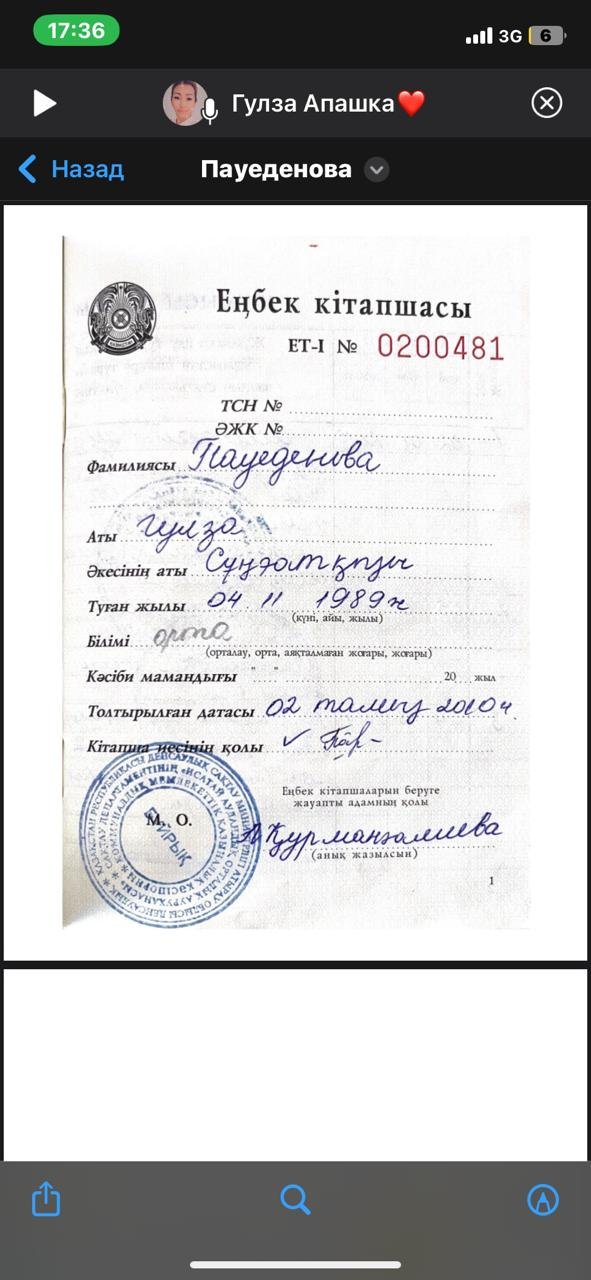 17:36
3G 6
Гулза Апашка❤️
Назад
Пауеденова
Еңбек кітапшасы
ЕТ-I № 0200481
ТСН №
ӘЖК №
Фамилиясы Пауеденова
Аты Гулза
Әкесінің аты Сұңғатқызы
Туған жылы 04. 11 1989ж
(күні, айы, жылы)
Білімі орта
(орталау, орта, аяқталмаған жоғары, жоғары)
Кәсіби мамандығы " " 20 жыл
Толтырылған датасы 02 тамыз 2010ж.
Кітапша иесінің қолы ✓
Еңбек кітапшаларын беруге
жауапты адамның қолы
М. О.
А Құрманғалиева
(анық жазылсын)
1